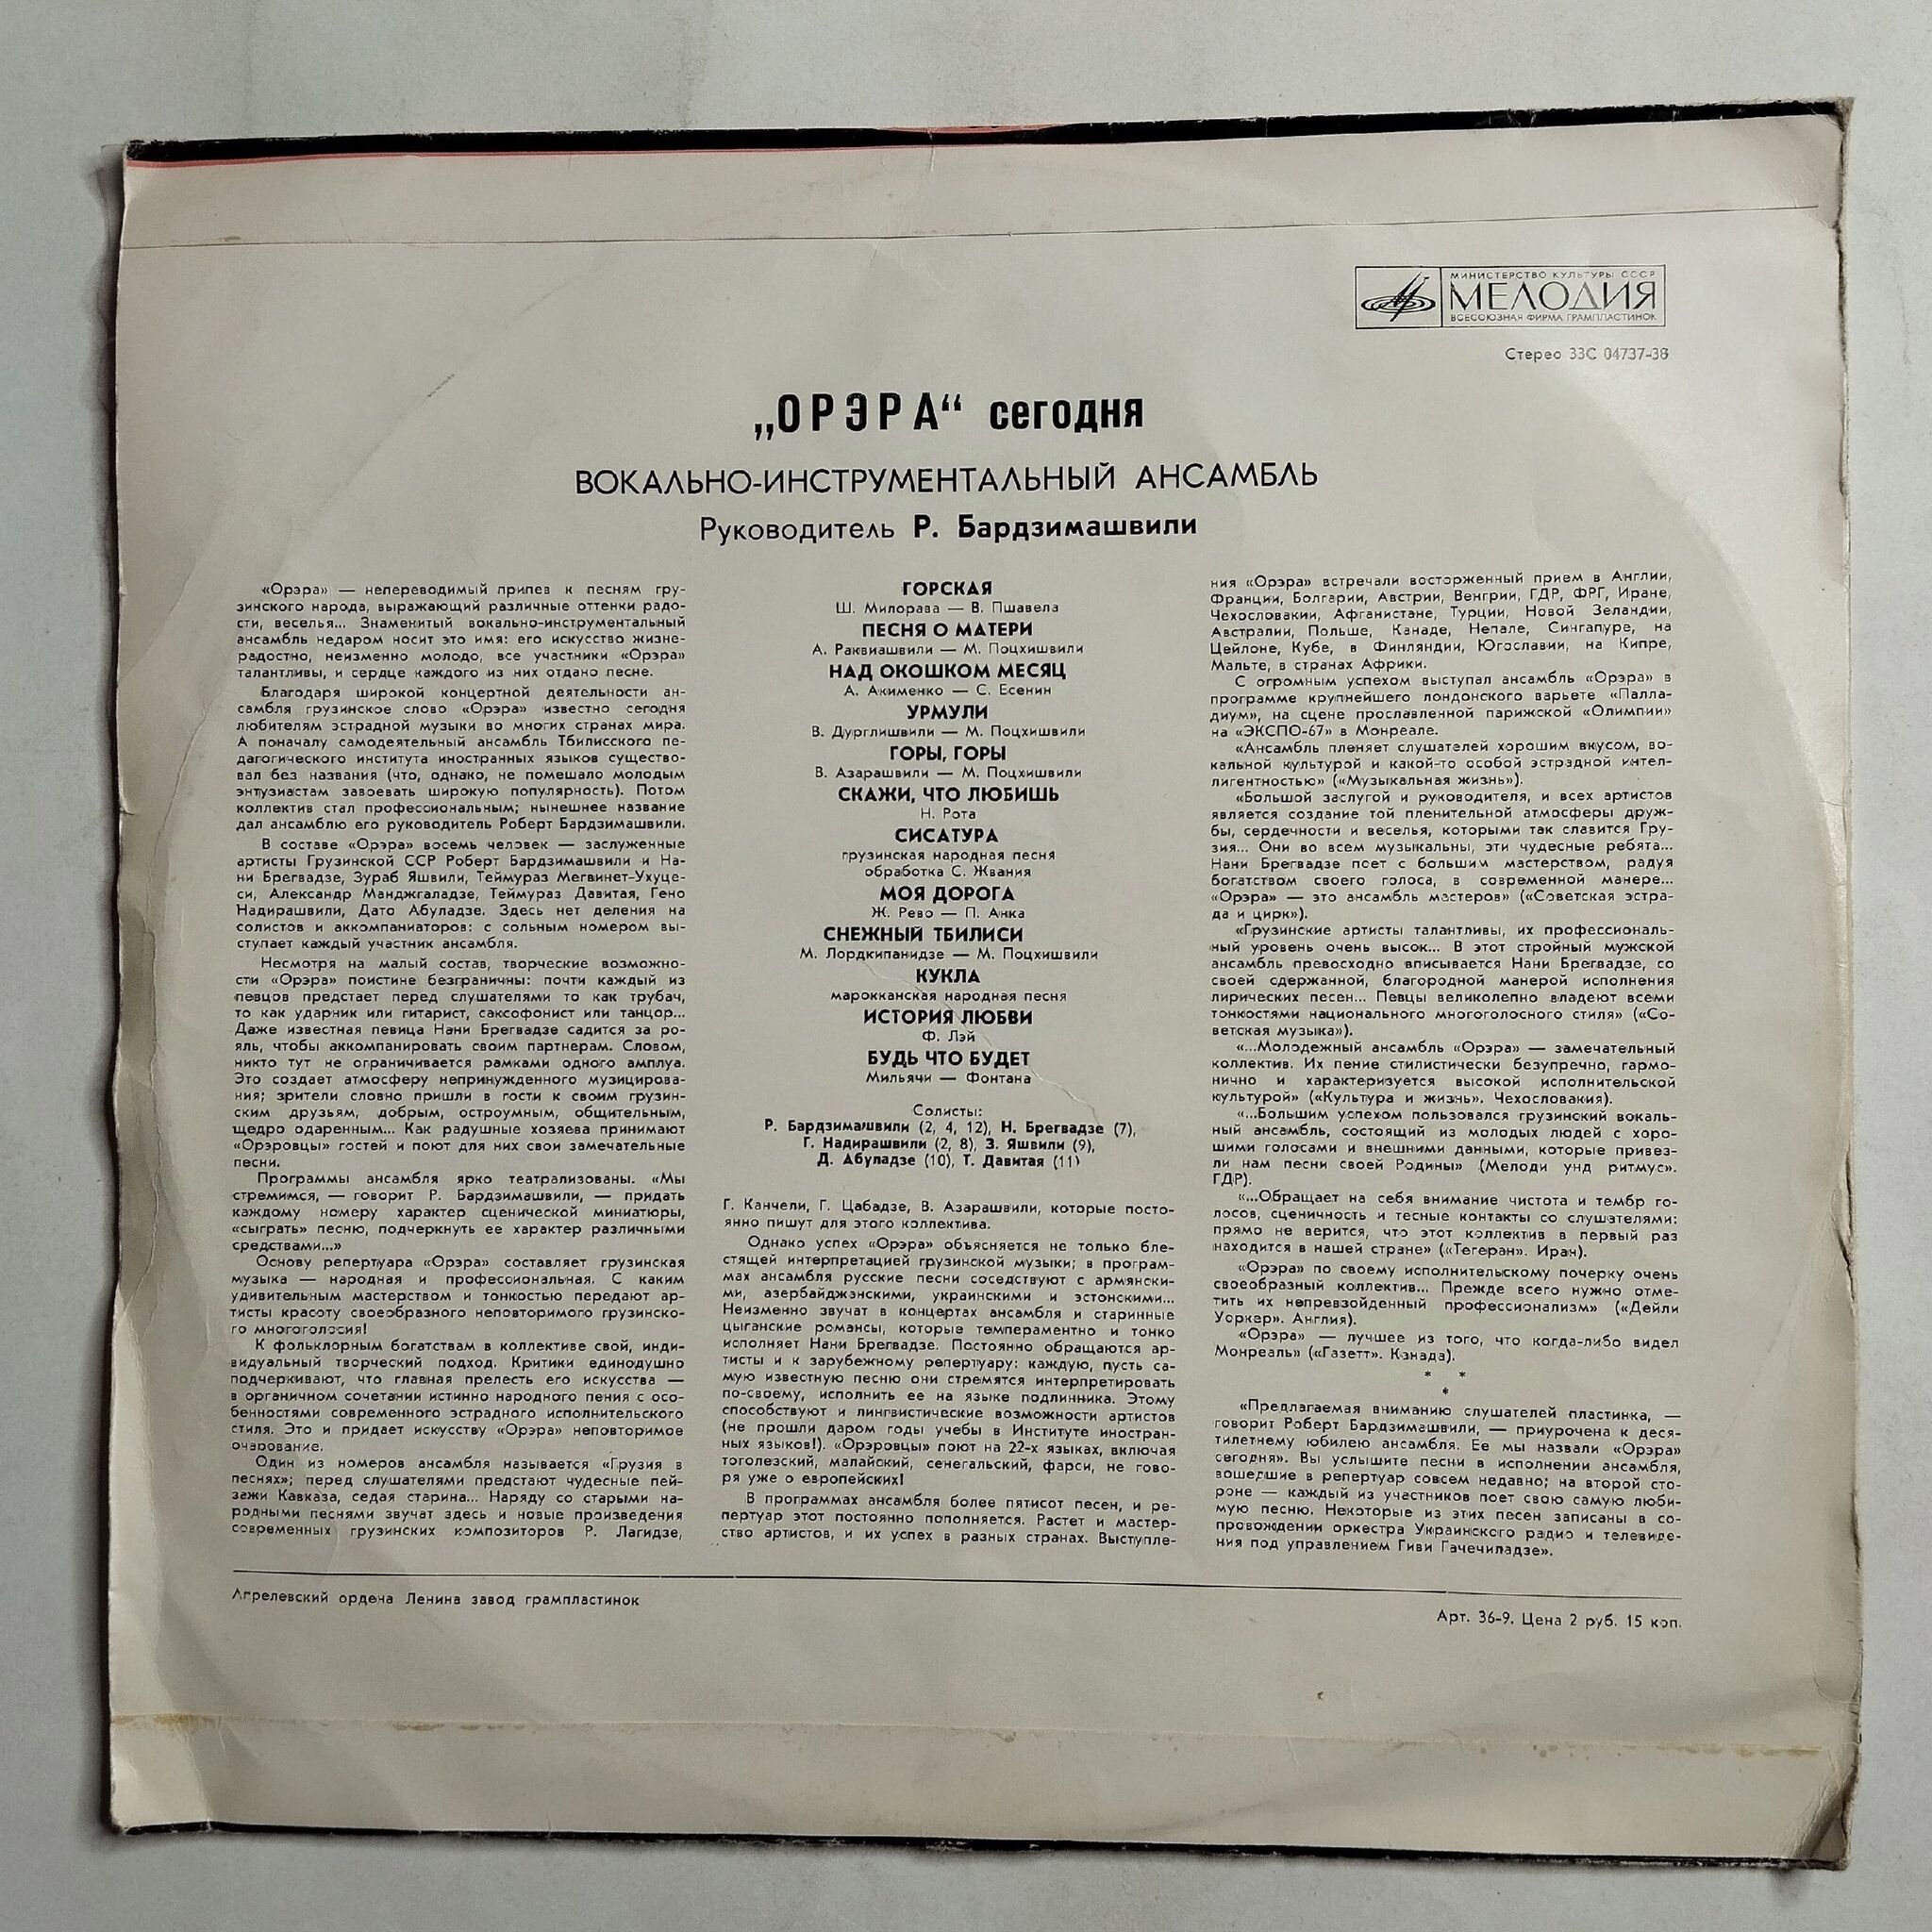 МИНИСТЕРСТВО КУЛЬТУРЫ СССР
МЕЛОДИЯ
ВСЕСОЮЗНАЯ ФИРМА ГРАМПЛАСТИНОК
Стерео 33С 04737-38
„ОРЭРА“ сегодня
ВОКАЛЬНО-ИНСТРУМЕНТАЛЬНЫЙ АНСАМБЛЬ
Руководитель Р. Бардзимашвили
«Орэра» — непереводимый припев к песням гру-
зинского народа, выражающий различные оттенки радо-
сти, веселья... Знаменитый вокально-инструментальный
ансамбль недаром носит это имя: его искусство жизне-
радостно, неизменно молодо, все участники «Орэра»
талантливы, и сердце каждого из них отдано песне.
Благодаря широкой концертной деятельности ан-
самбля грузинское слово «Орэра» известно сегодня
любителям эстрадной музыки во многих странах мира.
А поначалу самодеятельный ансамбль Тбилисского пе-
дагогического института иностранных языков существо-
вал без названия (что, однако, не помешало молодым
энтузиастам завоевать широкую популярность). Потом
коллектив стал профессиональным; нынешнее название
дал ансамблю его руководитель Роберт Бардзимашвили.
В составе «Орэра» восемь человек — заслуженные
артисты Грузинской ССР Роберт Бардзимашвили и На-
ни Брегвадзе, Зураб Яшвили, Теймураз Мегвинет-Ухуце-
си, Александр Манджгаладзе, Теймураз Давитая, Гено
Надирашвили, Дато Абуладзе. Здесь нет деления на
солистов и аккомпаниаторов: с сольным номером вы-
ступает каждый участник ансамбля.
Несмотря на малый состав, творческие возможно-
сти «Орэра» поистине безграничны: почти каждый из
певцов предстает перед слушателями то как трубач,
то как ударник или гитарист, саксофонист или танцор...
Даже известная певица Нани Брегвадзе садится за ро-
яль, чтобы аккомпанировать своим партнерам. Словом,
никто тут не ограничивается рамками одного амплуа.
Это создает атмосферу непринужденного музицирова-
ния; зрители словно пришли в гости к своим грузин-
ским друзьям, добрым, остроумным, общительным,
щедро одаренным... Как радушные хозяева принимают
«Орэровцы» гостей и поют для них свои замечательные
песни.
Программы ансамбля ярко театрализованы. «Мы
стремимся, — говорит Р. Бардзимашвили, — придать
каждому номеру характер сценической миниатюры,
«сыграть» песню, подчеркнуть ее характер различными
средствами...»
Основу репертуара «Орэра» составляет грузинская
музыка — народная и профессиональная. С каким
удивительным мастерством и тонкостью передают ар-
тисты красоту своеобразного неповторимого грузинско-
го многоголосия!
К фольклорным богатствам в коллективе свой, инди-
видуальный творческий подход. Критики единодушно
подчеркивают, что главная прелесть его искусства —
в органичном сочетании истинно народного пения с осо-
бенностями современного эстрадного исполнительского
стиля. Это и придает искусству «Орэра» неповторимое
очарование.
Один из номеров ансамбля называется «Грузия в
песнях»; перед слушателями предстают чудесные пей-
зажи Кавказа, седая старина... Наряду со старыми на-
родными песнями звучат здесь и новые произведения
современных грузинских композиторов Р. Лагидзе,
ГОРСКАЯ
Ш. Милорава — В. Пшавела
ПЕСНЯ О МАТЕРИ
А. Раквиашвили — М. Поцхишвили
НАД ОКОШКОМ МЕСЯЦ
А. Акименко — С. Есенин
УРМУЛИ
В. Дурглишвили — М. Поцхишвили
ГОРЫ, ГОРЫ
В. Азарашвили — М. Поцхишвили
СКАЖИ, ЧТО ЛЮБИШЬ
Н. Рота
СИСАТУРА
грузинская народная песня
обработка С. Жвания
МОЯ ДОРОГА
Ж. Рево — П. Анка
СНЕЖНЫЙ ТБИЛИСИ
М. Лордкипанидзе — М. Поцхишвили
КУКЛА
марокканская народная песня
ИСТОРИЯ ЛЮБВИ
Ф. Лэй
БУДЬ ЧТО БУДЕТ
Мильячи — Фонтана
Солисты:
Р. Бардзимашвили (2, 4, 12), Н. Брегвадзе (7),
Г. Надирашвили (2, 8), З. Яшвили (9),
Д. Абуладзе (10), Т. Давитая (11)
Г. Канчели, Г. Цабадзе, В. Азарашвили, которые посто-
янно пишут для этого коллектива.
Однако успех «Орэра» объясняется не только бле-
стящей интерпретацией грузинской музыки; в програм-
мах ансамбля русские песни соседствуют с армянски-
ми, азербайджанскими, украинскими и эстонскими...
Неизменно звучат в концертах ансамбля и старинные
цыганские романсы, которые темпераментно и тонко
исполняет Нани Брегвадзе. Постоянно обращаются ар-
тисты и к зарубежному репертуару: каждую, пусть са-
мую известную песню они стремятся интерпретировать
по-своему, исполнить ее на языке подлинника. Этому
способствуют и лингвистические возможности артистов
(не прошли даром годы учебы в Институте иностран-
ных языков!). «Орэровцы» поют на 22-х языках, включая
тоголезский, малайский, сенегальский, фарси, не гово-
ря уже о европейских!
В программах ансамбля более пятисот песен, и ре-
пертуар этот постоянно пополняется. Растет и мастер-
ство артистов, и их успех в разных странах. Выступле-
ния «Орэра» встречали восторженный прием в Англии,
Франции, Болгарии, Австрии, Венгрии, ГДР, ФРГ, Иране,
Чехословакии, Афганистане, Турции, Новой Зеландии,
Австралии, Польше, Канаде, Непале, Сингапуре, на
Цейлоне, Кубе, в Финляндии, Югославии, на Кипре,
Мальте, в странах Африки.
С огромным успехом выступал ансамбль «Орэра» в
программе крупнейшего лондонского варьете «Палла-
диум», на сцене прославленной парижской «Олимпии»
на «ЭКСПО-67» в Монреале.
«Ансамбль пленяет слушателей хорошим вкусом, во-
кальной культурой и какой-то особой эстрадной интел-
лигентностью» («Музыкальная жизнь»).
«Большой заслугой и руководителя, и всех артистов
является создание той пленительной атмосферы друж-
бы, сердечности и веселья, которыми так славится Гру-
зия... Они во всем музыкальны, эти чудесные ребята...
Нани Брегвадзе поет с большим мастерством, радуя
богатством своего голоса, в современной манере...
«Орэра» — это ансамбль мастеров» («Советская эстра-
да и цирк»).
«Грузинские артисты талантливы, их профессиональ-
ный уровень очень высок... В этот стройный мужской
ансамбль превосходно вписывается Нани Брегвадзе, со
своей сдержанной, благородной манерой исполнения
лирических песен... Певцы великолепно владеют всеми
тонкостями национального многоголосного стиля» («Со-
ветская музыка»).
«...Молодежный ансамбль «Орэра» — замечательный
коллектив. Их пение стилистически безупречно, гармо-
нично и характеризуется высокой исполнительской
культурой» («Культура и жизнь». Чехословакия).
«...Большим успехом пользовался грузинский вокаль-
ный ансамбль, состоящий из молодых людей с хоро-
шими голосами и внешними данными, которые привез-
ли нам песни своей Родины» (Мелоди унд ритмус».
ГДР).
«...Обращает на себя внимание чистота и тембр го-
лосов, сценичность и тесные контакты со слушателями:
прямо не верится, что этот коллектив в первый раз
находится в нашей стране» («Тегеран». Иран).
«Орэра» по своему исполнительскому почерку очень
своеобразный коллектив... Прежде всего нужно отме-
тить их непревзойденный профессионализм» («Дейли
Уоркер». Англия).
«Орэра» — лучшее из того, что когда-либо видел
Монреаль» («Газетт». Канада).
* *
*
«Предлагаемая вниманию слушателей пластинка, —
говорит Роберт Бардзимашвили, — приурочена к деся-
тилетнему юбилею ансамбля. Ее мы назвали «Орэра»
сегодня». Вы услышите песни в исполнении ансамбля,
вошедшие в репертуар совсем недавно; на второй сто-
роне — каждый из участников поет свою самую люби-
мую песню. Некоторые из этих песен записаны в со-
провождении оркестра Украинского радио и телевиде-
ния под управлением Гиви Гачечиладзе».
Апрелевский ордена Ленина завод грампластинок
Арт. 36-9. Цена 2 руб. 15 коп.